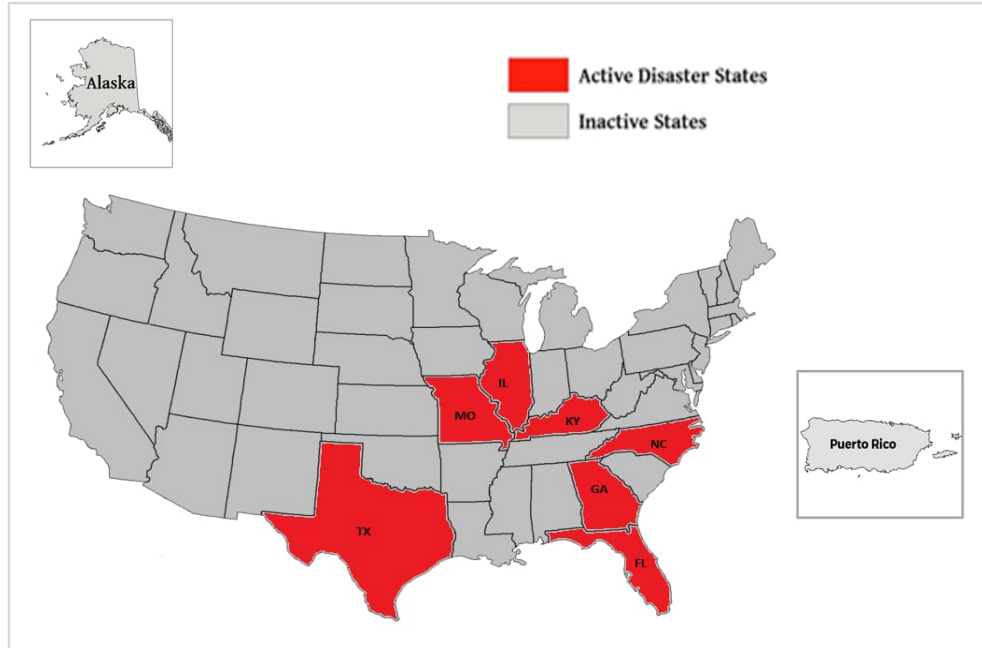 Alaska
Active Disaster States
Inactive States
IL
MO
KY
NC
GA
TX
FL
Puerto Rico